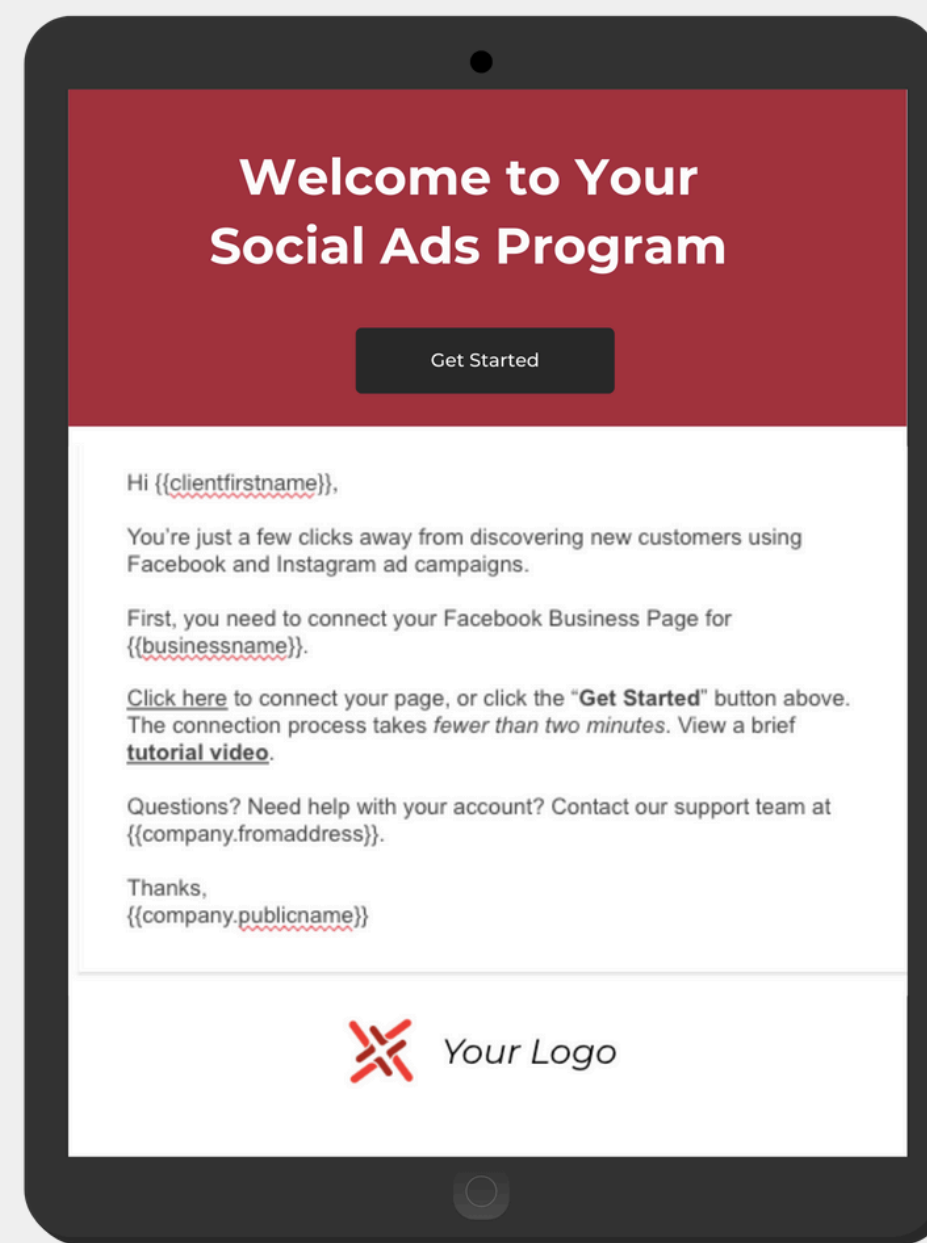 Welcome to Your
Social Ads Program
Get Started
Hi {{clientfirstname}},
You’re just a few clicks away from discovering new customers using
Facebook and Instagram ad campaigns.
First, you need to connect your Facebook Business Page for
{{businessname}}.
Click here to connect your page, or click the “Get Started” button above.
The connection process takes fewer than two minutes. View a brief
tutorial video.
Questions? Need help with your account? Contact our support team at
{{company.fromaddress}}.
Thanks,
{{company.publicname}}
Your Logo